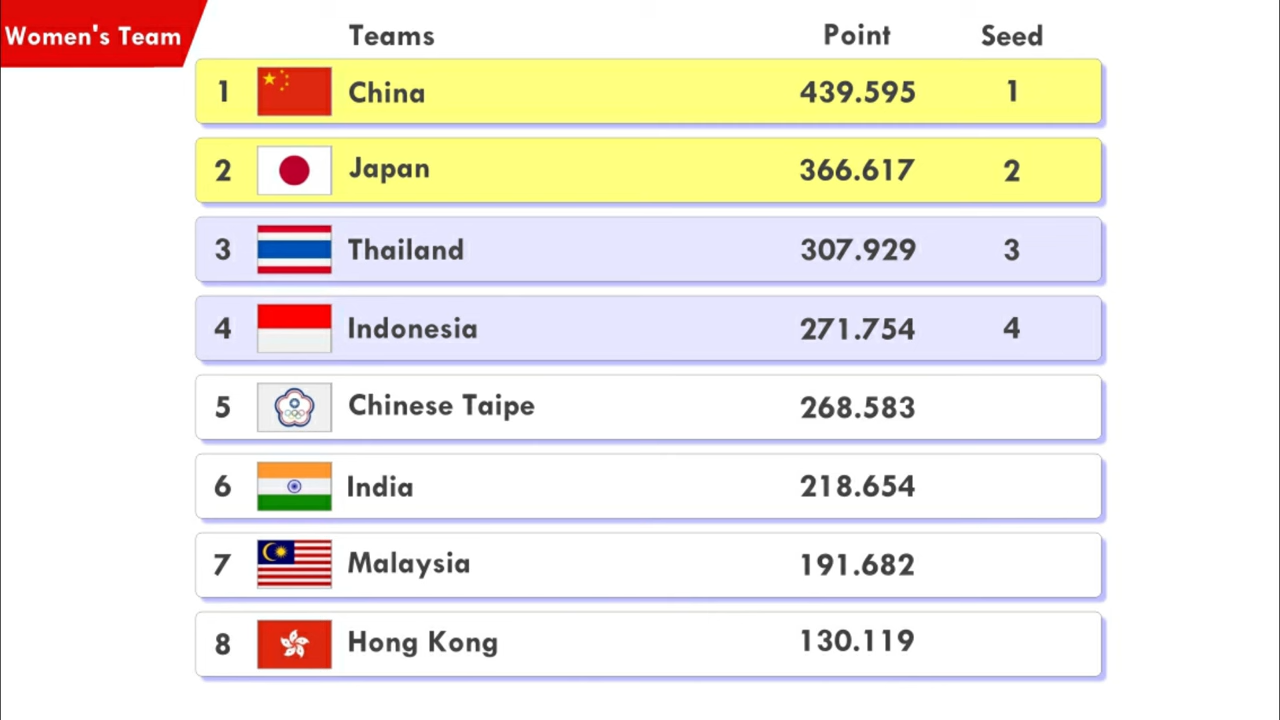 Women's Team Teams Point Seed
1 China 439.595 1
2 Japan 366.617 2
3 Thailand 307.929 3
4 Indonesia 271.754 4
5 Chinese Taipe 268.583
6 India 218.654
7 Malaysia 191.682
8 Hong Kong 130.119